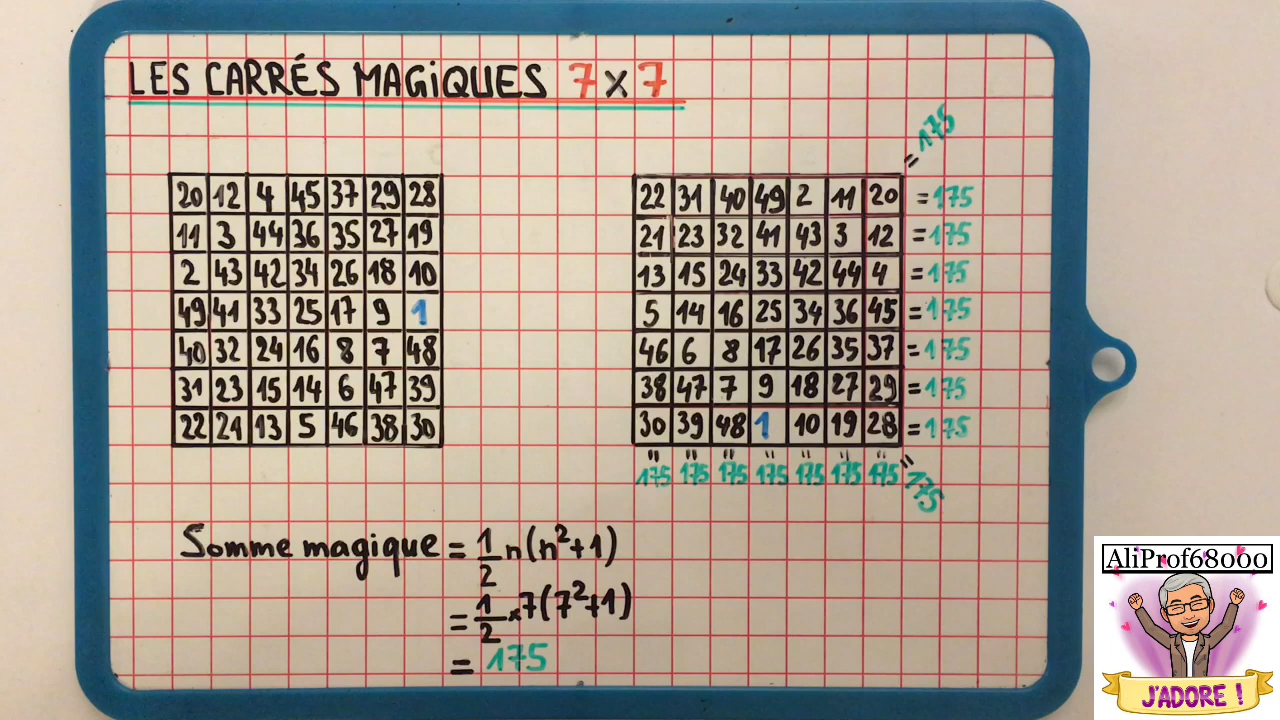 LES CARRÉS MAGIQUES 7 x 7
= 175
20 12 4 45 37 29 28
11 3 44 36 35 27 19
2 43 42 34 26 18 10
49 41 33 25 17 9 1
40 32 24 16 8 7 48
31 23 15 14 6 47 39
22 21 13 5 46 38 30
22 31 40 49 2 11 20 = 175
21 23 32 41 43 3 12 = 175
13 15 24 33 42 44 4 = 175
5 14 16 25 34 36 45 = 175
46 6 8 17 26 35 37 = 175
38 47 7 9 18 27 29 = 175
30 39 48 1 10 19 28 = 175
= = = = = = = =
175 175 175 175 175 175 175 175
Somme magique = 1/2 n(n²+1)
= 1/2 x 7(7²+1)
= 175
AliProf68000
J'ADORE !